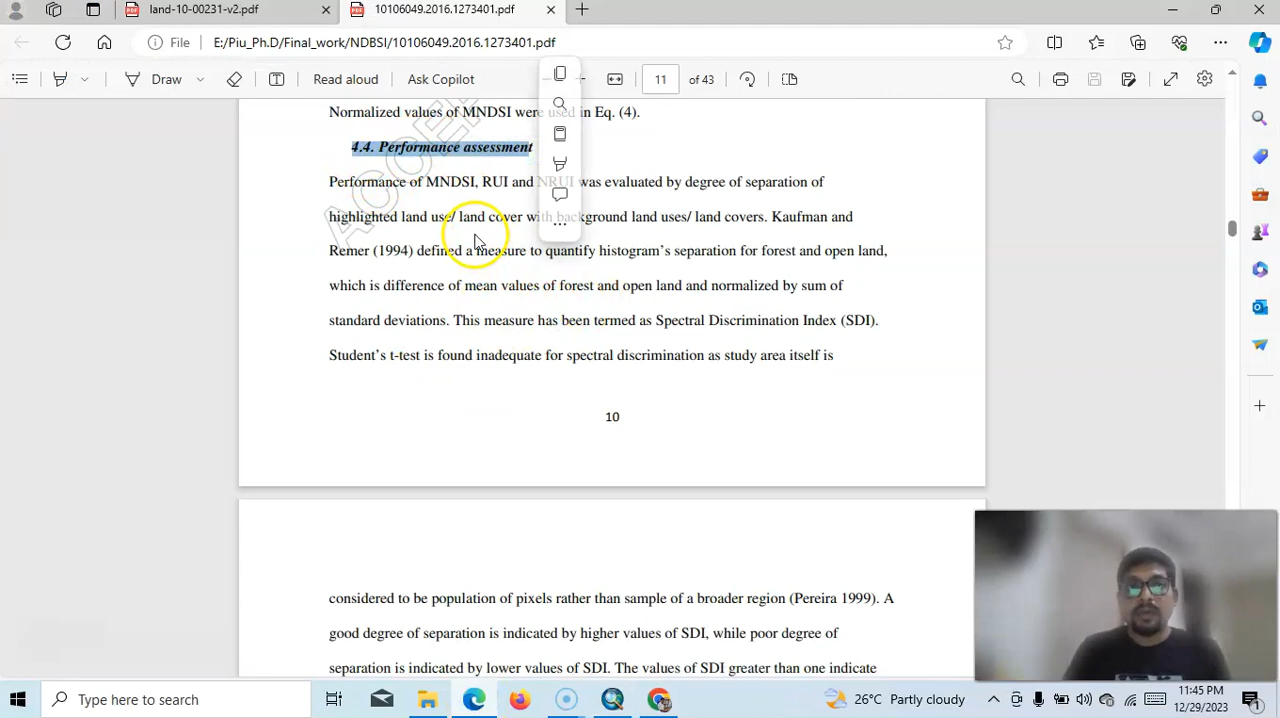 land-10-00231-v2.pdf
10106049.2016.1273401.pdf
File
E:/Piu_Ph.D/Final_work/NDBSI/10106049.2016.1273401.pdf
Draw
Read aloud
Ask Copilot
11
of 43
Normalized values of MNDSI were used in Eq. (4).
4.4. Performance assessment
Performance of MNDSI, RUI and NRUI was evaluated by degree of separation of
highlighted land use/ land cover with background land uses/ land covers. Kaufman and
Remer (1994) defined a measure to quantify histogram's separation for forest and open land,
which is difference of mean values of forest and open land and normalized by sum of
standard deviations. This measure has been termed as Spectral Discrimination Index (SDI).
Student's t-test is found inadequate for spectral discrimination as study area itself is
10
considered to be population of pixels rather than sample of a broader region (Pereira 1999). A
good degree of separation is indicated by higher values of SDI, while poor degree of
separation is indicated by lower values of SDI. The values of SDI greater than one indicate
Type here to search
26°C Partly cloudy
11:45 PM
12/29/2023